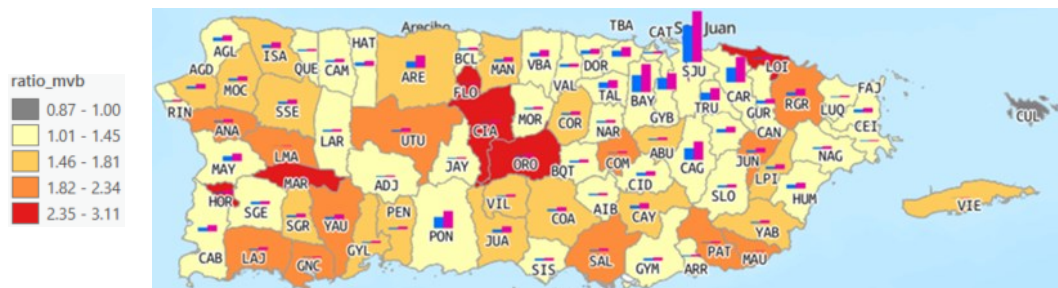 ratio_mvb
0.87 - 1.00
1.01 - 1.45
1.46 - 1.81
1.82 - 2.34
2.35 - 3.11
TBA
CAT
S Juan
Arecibo
HAT
AGL
ISA
QUE
CAM
ARE
BCL
MAN
VBA
DOR
SJU
LOI
AGD
MOC
FLO
VAL
TAL
BAY
CAR
FAJ
RIN
SSE
MOR
COR
GYB
TRU
GUR
RGR
LUQ
CUL
ANA
LAR
UTU
CIA
NAR
CAN
CEI
LMA
JAY
ORO
BQT
COM
ABU
CAG
JUN
NAG
MAY
MAR
ADJ
CID
LPI
HOR
SGE
SGR
YAU
PEN
VIL
COA
AIB
CAY
SLO
HUM
VIE
CAB
LAJ
GNC
GYL
PON
JUA
SIS
SAL
GYM
ARR
PAT
MAU
YAB